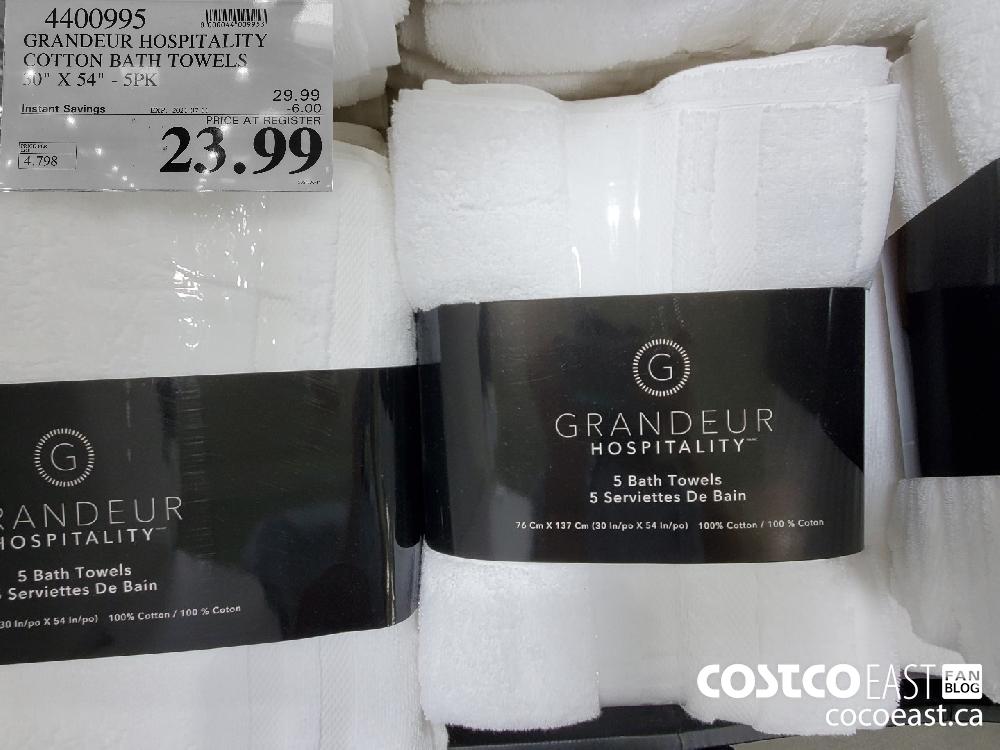 4400995
GRANDEUR HOSPITALITY
COTTON BATH TOWELS
30" X 54" - 5PK
29.99
Instant Savings
-6.00
PRICE AT REGISTER
23.99
PRICE PER
4.798
G
GRANDEUR
HOSPITALITY
5 Bath Towels
5 Serviettes De Bain
76 Cm X 137 Cm (30 In/po X 54 In/po) 100% Cotton / 100 % Coton
G
RANDEUR
HOSPITALITY
5 Bath Towels
Serviettes De Bain
30 In/po X 54 In/po) 100% Cotton / 100 % Coton
COSTCO EAST FAN BLOG
cocoeast.ca